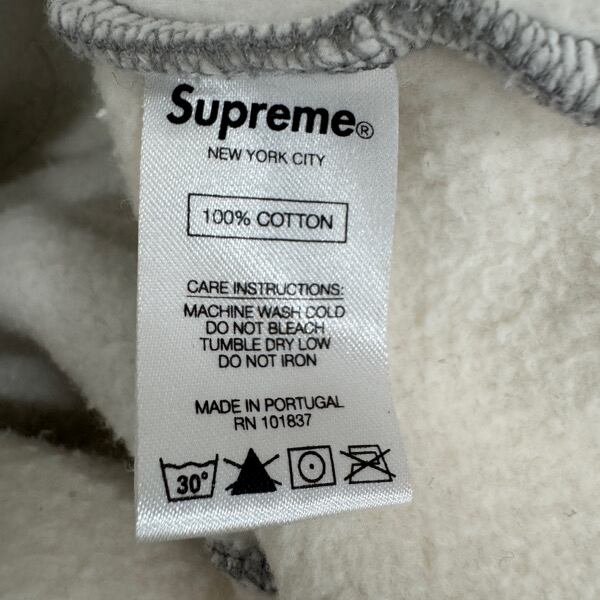 Supreme®
NEW YORK CITY
100% COTTON
CARE INSTRUCTIONS:
MACHINE WASH COLD
DO NOT BLEACH
TUMBLE DRY LOW
DO NOT IRON
MADE IN PORTUGAL
RN 101837
30°